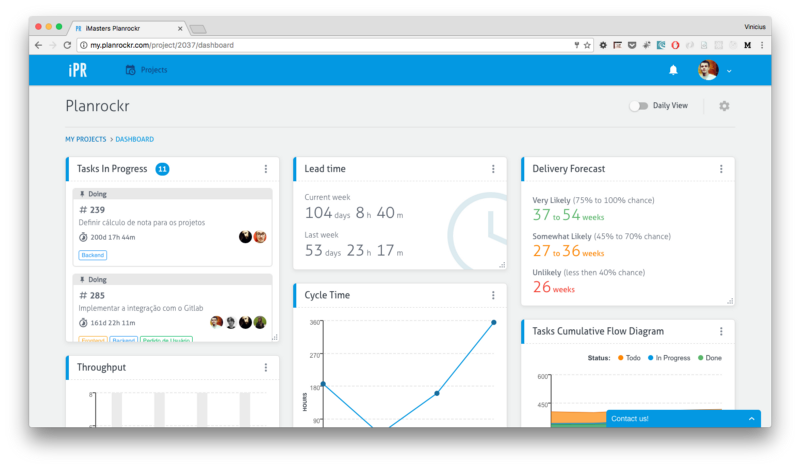 iMasters Planrockr
Vinicius
my.planrockr.com/project/2037/dashboard
iPR
Projects
Planrockr
Daily View
MY PROJECTS > DASHBOARD
Tasks In Progress 11
Doing
# 239
Definir cálculo de nota para os projetos
200d 17h 44m
Backend
Doing
# 285
Implementar a integração com o Gitlab
161d 22h 11m
Frontend Backend Pedido de Usuário
Throughput
8
Lead time
Current week
104 days 8 h 40 m
Last week
53 days 23 h 17 m
Cycle Time
360
270
180
90
HOURS
Delivery Forecast
Very Likely (75% to 100% chance)
37 to 54 weeks
Somewhat Likely (45% to 70% chance)
27 to 36 weeks
Unlikely (less then 40% chance)
26 weeks
Tasks Cumulative Flow Diagram
Status: Todo In Progress Done
600
450
Contact us!